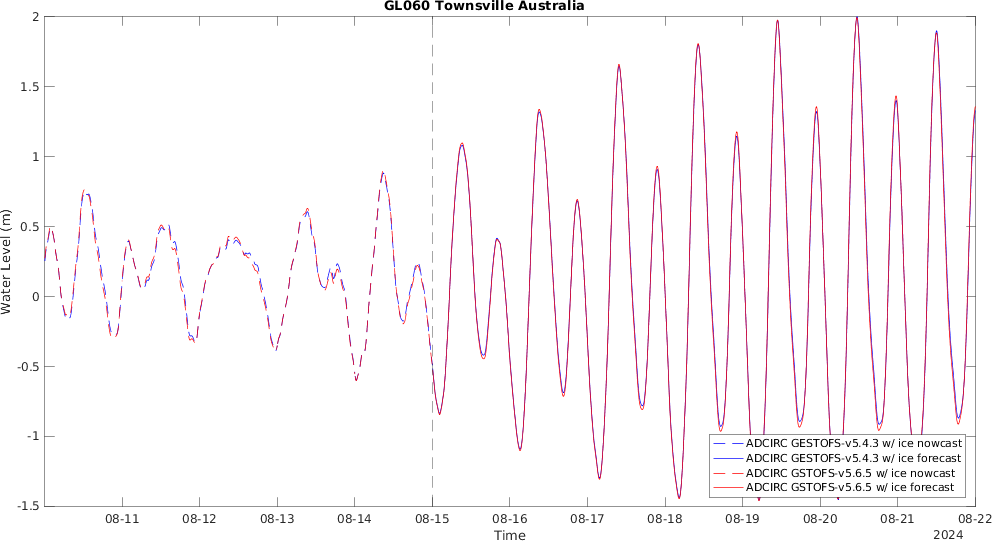 GL060 Townsville Australia
2
1.5
1
0.5
0
-0.5
-1
-1.5
Water Level (m)
ADCIRC GESTOFS-v5.4.3 w/ ice nowcast
ADCIRC GESTOFS-v5.4.3 w/ ice forecast
ADCIRC GSTOFS-v5.6.5 w/ ice nowcast
ADCIRC GSTOFS-v5.6.5 w/ ice forecast
08-11 08-12 08-13 08-14 08-15 08-16 08-17 08-18 08-19 08-20 08-21 08-22
Time
2024